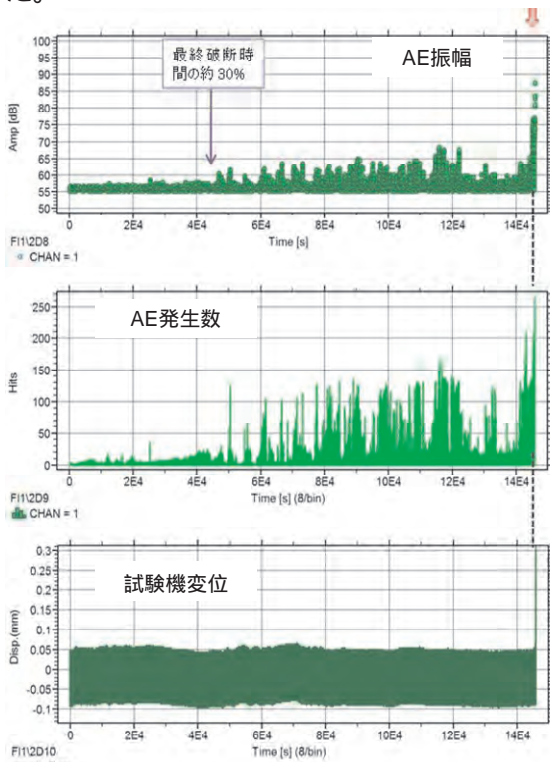 た。
AE振幅
最終破断時
間の約30%
Amp [dB]
100
95
90
85
80
75
70
65
60
55
50
0 2E4 4E4 6E4 8E4 10E4 12E4 14E4
Time [s]
FI1\2D8
CHAN = 1
AE発生数
Hits
250
200
150
100
50
0
0 2E4 4E4 6E4 8E4 10E4 12E4 14E4
Time [s] (8/bin)
FI1\2D9
CHAN = 1
試験機変位
Disp.(mm)
0.3
0.25
0.2
0.15
0.1
0.05
0
-0.05
-0.1
0 2E4 4E4 6E4 8E4 10E4 12E4 14E4
Time [s] (8/bin)
FI1\2D10